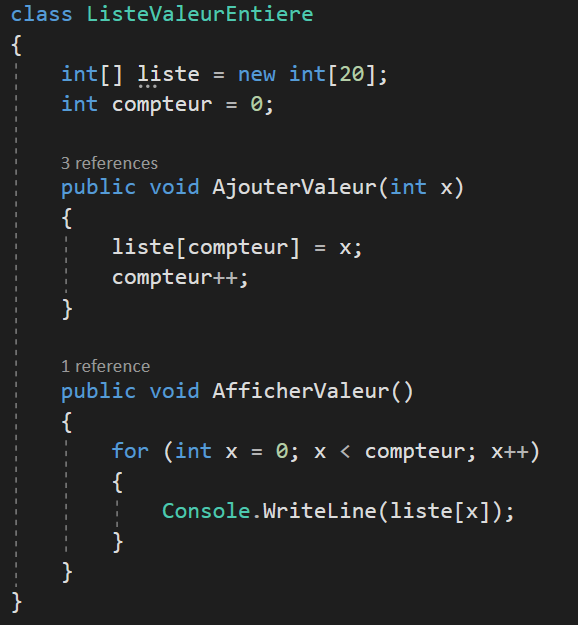 class ListeValeurEntiere
{
    int[] liste = new int[20];
    int compteur = 0;
    3 references
    public void AjouterValeur(int x)
    {
        liste[compteur] = x;
        compteur++;
    }
    1 reference
    public void AfficherValeur()
    {
        for (int x = 0; x < compteur; x++)
        {
            Console.WriteLine(liste[x]);
        }
    }
}